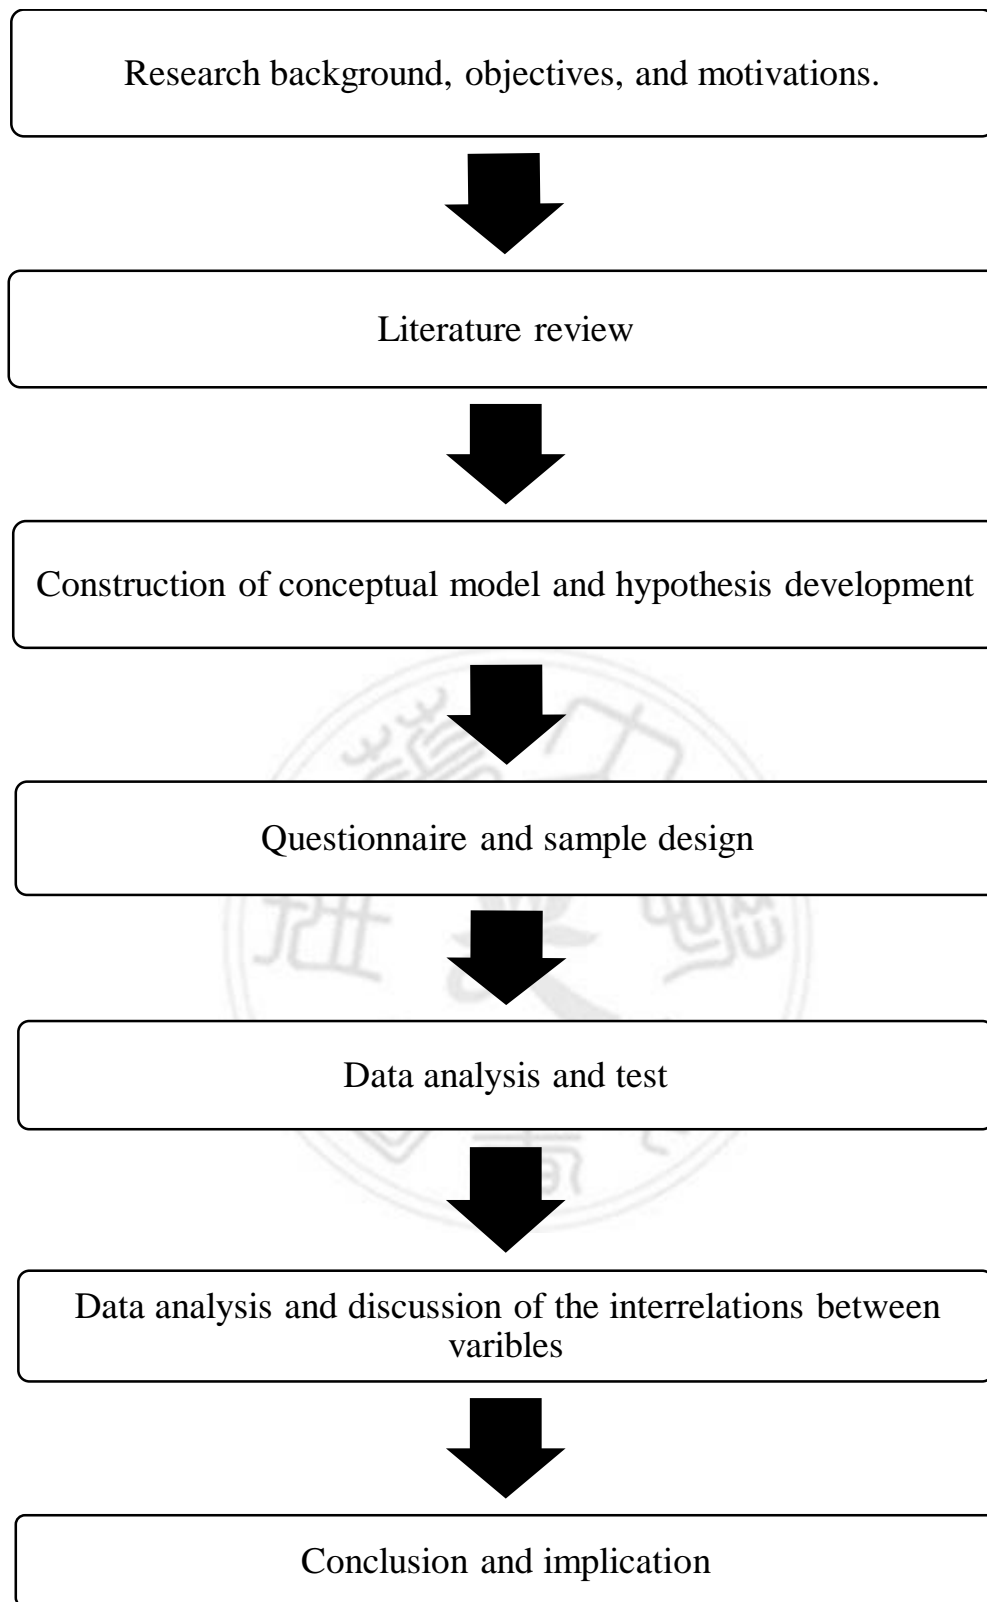 Research background, objectives, and motivations.
Literature review
Construction of conceptual model and hypothesis development
Questionnaire and sample design
Data analysis and test
Data analysis and discussion of the interrelations between
varibles
Conclusion and implication